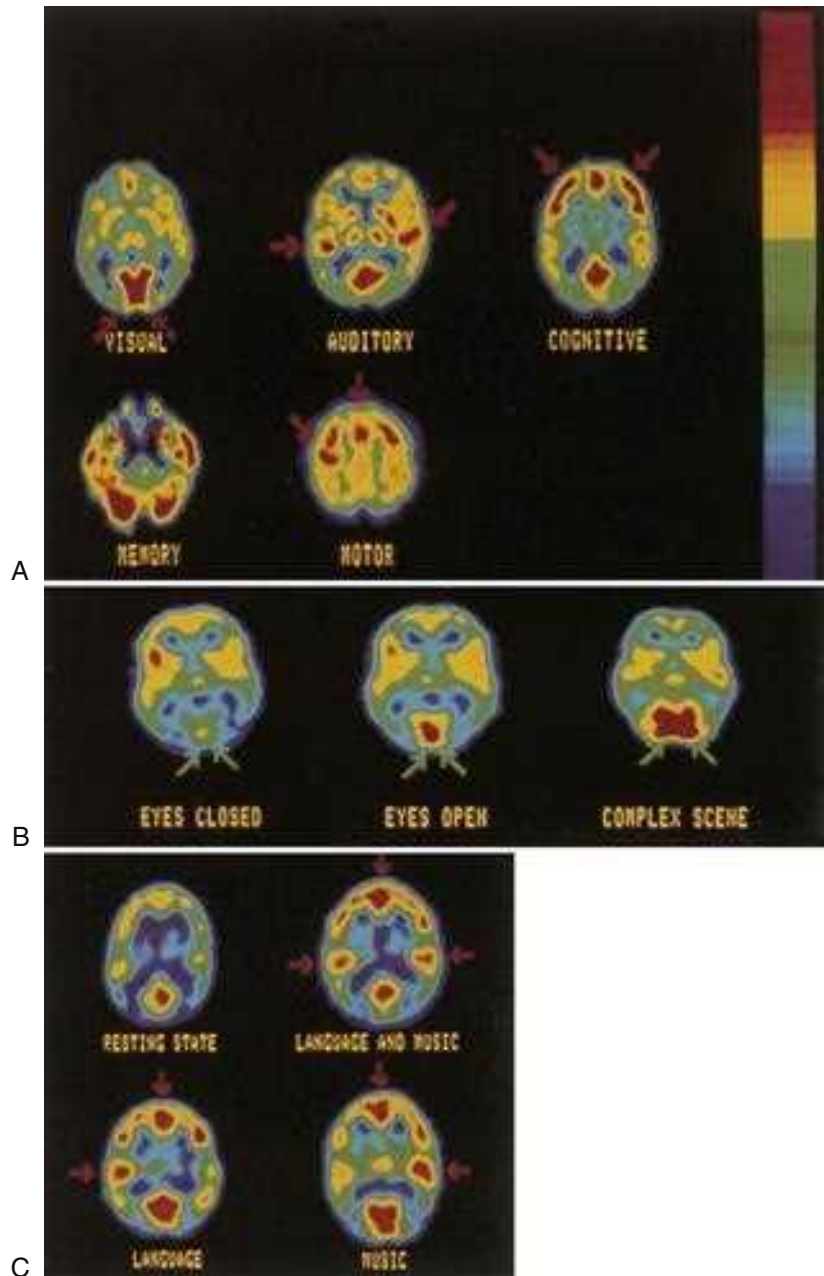 VISUAL
AUDITORY
COGNITIVE
MEMORY
MOTOR
A
EYES CLOSED
EYES OPEN
COMPLEX SCENE
B
RESTING STATE
LANGUAGE AND MUSIC
LANGUAGE
MUSIC
C